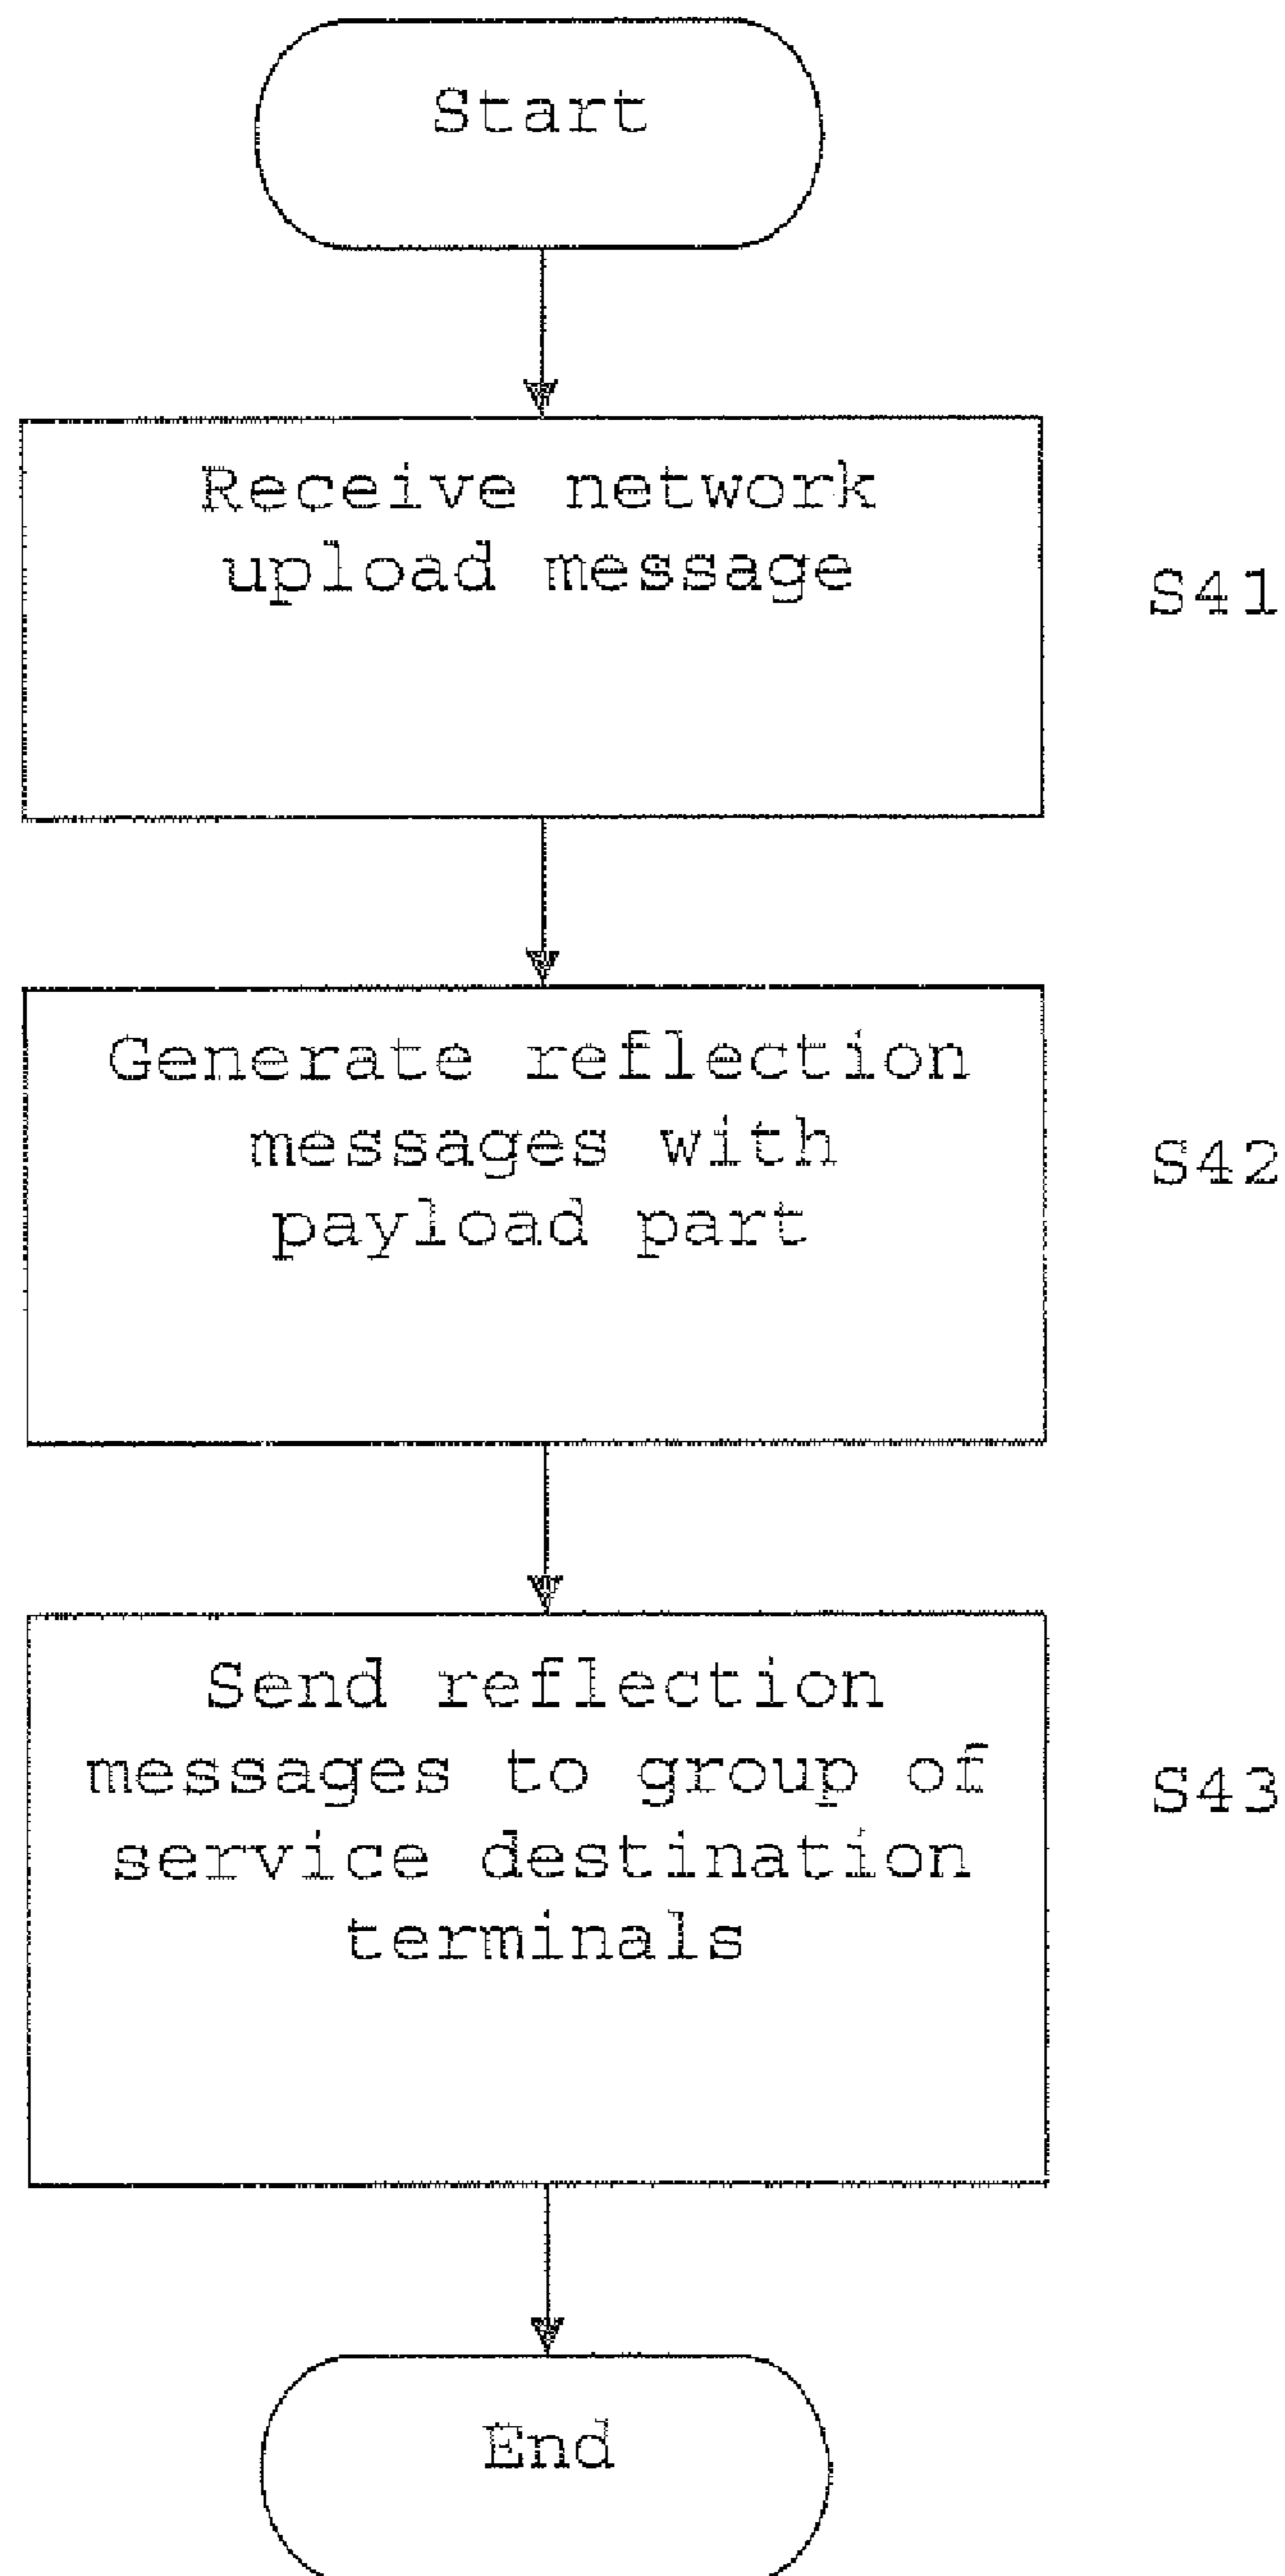 Start
Receive network
upload message
S41
Generate reflection
messages with
payload part
S42
Send reflection
messages to group of
service destination
terminals
S43
End